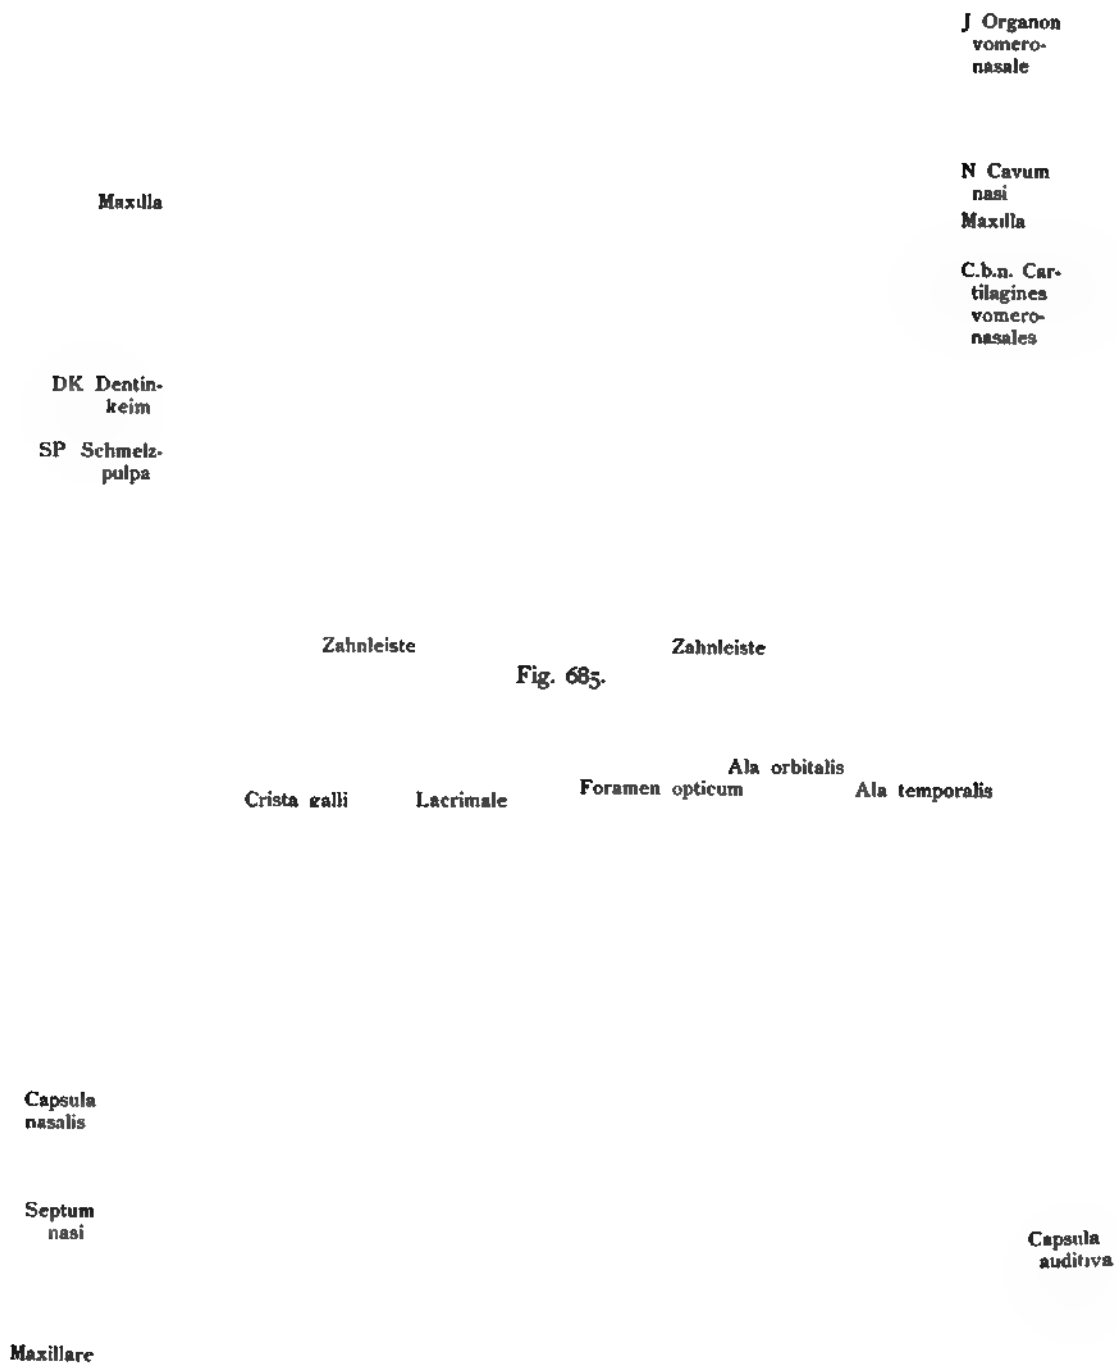 J Organon
vomero-
nasale
N Cavum
nasi
Maxilla
Maxilla
C.b.n. Car-
tilagines
vomero-
nasales
DK Dentin-
keim
SP Schmelz-
pulpa
Zahnleiste Zahnleiste
Fig. 685.
Ala orbitalis
Crista galli Lacrimale Foramen opticum Ala temporalis
Capsula
nasalis
Septum
nasi
Capsula
auditiva
Maxillare